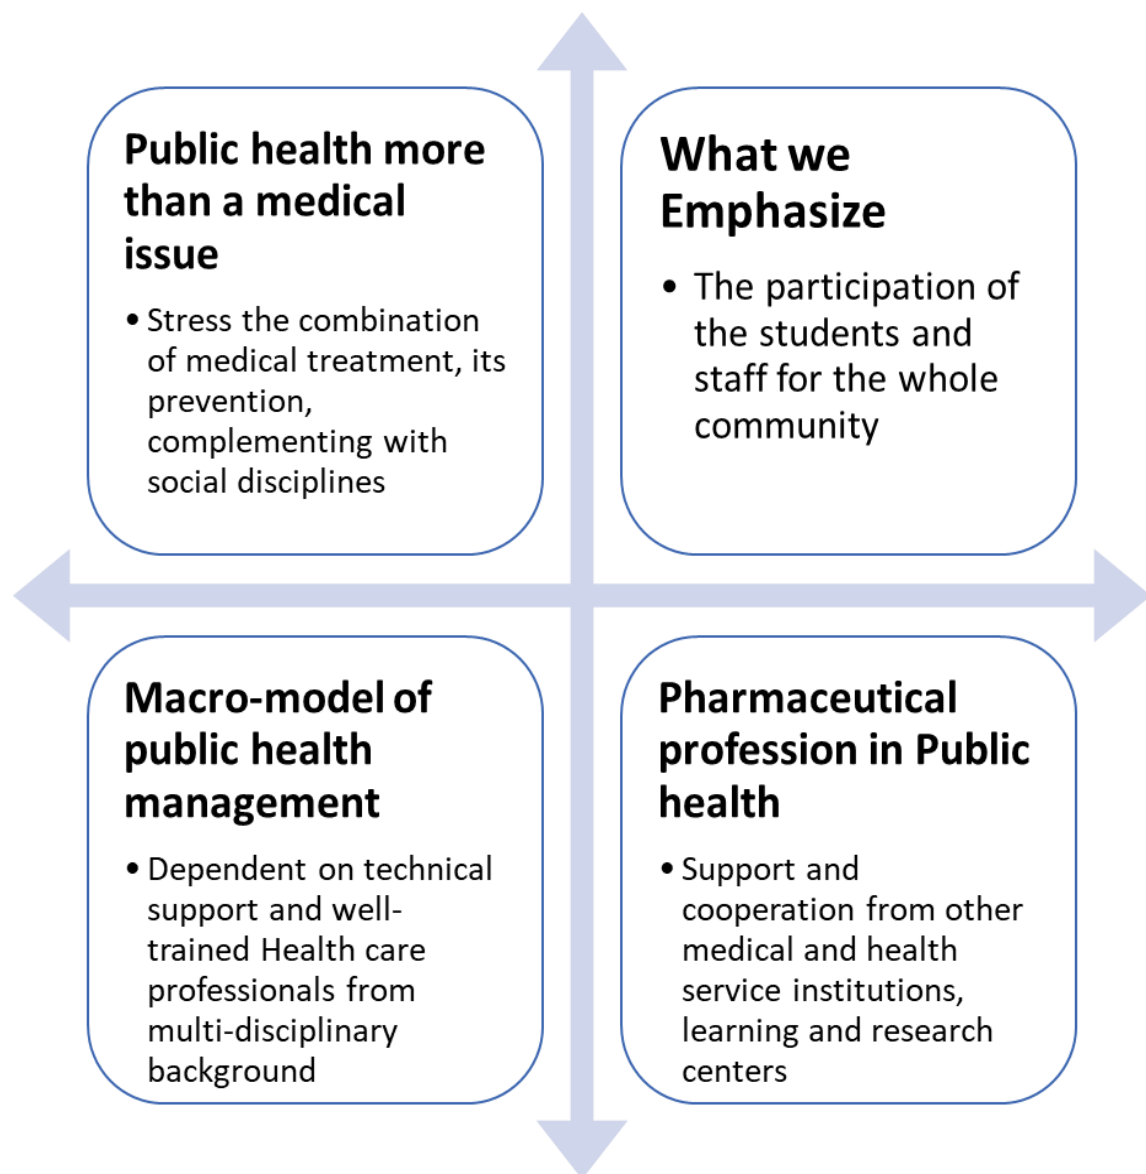 Public health more
than a medical
issue
• Stress the combination
of medical treatment, its
prevention,
complementing with
social disciplines
What we
Emphasize
• The participation of
the students and
staff for the whole
community
Macro-model of
public health
management
• Dependent on technical
support and well-
trained Health care
professionals from
multi-disciplinary
background
Pharmaceutical
profession in Public
health
• Support and
cooperation from other
medical and health
service institutions,
learning and research
centers